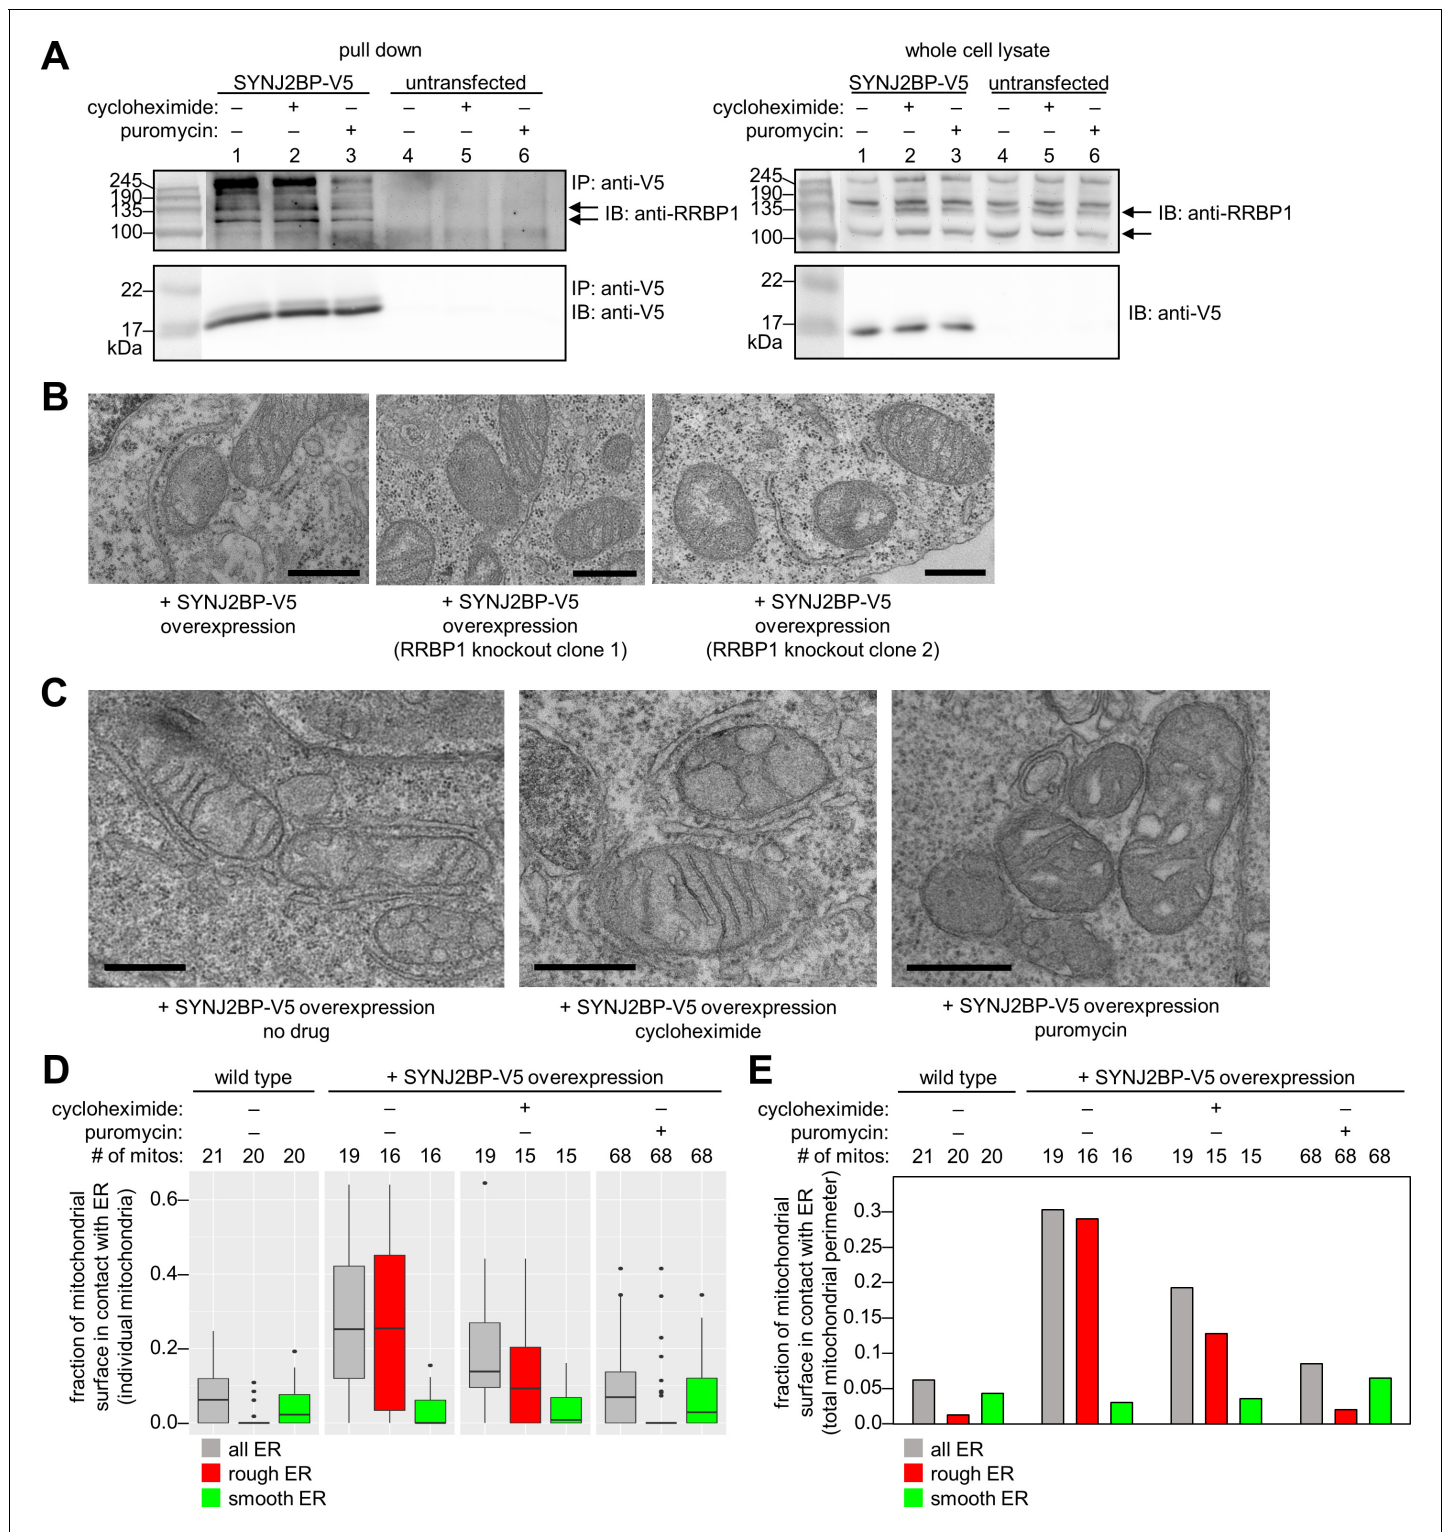 A
pull down
SYNJ2BP-V5 untransfected
cycloheximide: – + – – + –
puromycin: – – + – – +
1 2 3 4 5 6
245
190
135
100
IP: anti-V5
IB: anti-RRBP1
22
17
kDa
IP: anti-V5
IB: anti-V5
whole cell lysate
SYNJ2BP-V5 untransfected
cycloheximide: – + – – + –
puromycin: – – + – – +
1 2 3 4 5 6
245
190
135
100
IB: anti-RRBP1
22
17
kDa
IB: anti-V5
B
+ SYNJ2BP-V5
overexpression
+ SYNJ2BP-V5
overexpression
(RRBP1 knockout clone 1)
+ SYNJ2BP-V5
overexpression
(RRBP1 knockout clone 2)
C
+ SYNJ2BP-V5 overexpression
no drug
+ SYNJ2BP-V5 overexpression
cycloheximide
+ SYNJ2BP-V5 overexpression
puromycin
D
wild type + SYNJ2BP-V5 overexpression
cycloheximide: – – + –
puromycin: – – – +
# of mitos: 21 20 20 19 16 16 19 15 15 68 68 68
fraction of mitochondrial
surface in contact with ER
(individual mitochondria)
0.6
0.4
0.2
0.0
all ER
rough ER
smooth ER
E
wild type + SYNJ2BP-V5 overexpression
cycloheximide: – – + –
puromycin: – – – +
# of mitos: 21 20 20 19 16 16 19 15 15 68 68 68
fraction of mitochondrial
surface in contact with ER
(total mitochondrial perimeter)
0.3
0.25
0.2
0.15
0.1
0.05
0.0
all ER
rough ER
smooth ER